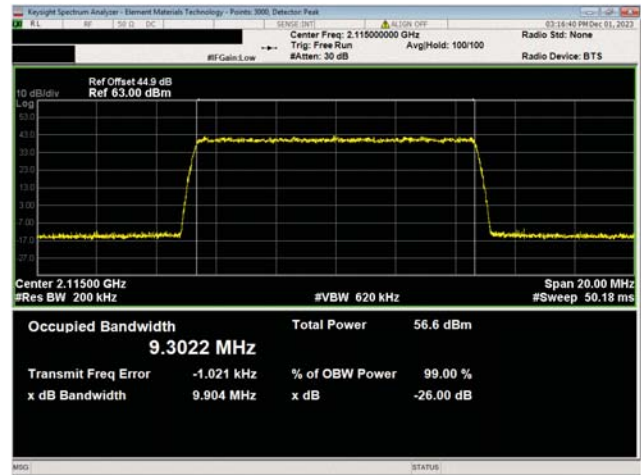 Keysight Spectrum Analyzer - Element Materials Technology - Points: 3000, Detector: Peak
RL RF 50 Ω DC SENSE:INT ALIGN OFF 03:16:40 PM Dec 01, 2023
Center Freq: 2.115000000 GHz Radio Std: None
Trig: Free Run Avg|Hold: 100/100
#IFGain:Low #Atten: 30 dB Radio Device: BTS
Ref Offset 44.9 dB
10 dB/div Ref 63.00 dBm
Log
53.0
43.0
33.0
23.0
13.0
3.00
-7.00
-17.0
-27.0
Center 2.11500 GHz Span 20.00 MHz
#Res BW 200 kHz #VBW 620 kHz #Sweep 50.18 ms
Occupied Bandwidth Total Power 56.6 dBm
9.3022 MHz
Transmit Freq Error -1.021 kHz % of OBW Power 99.00 %
x dB Bandwidth 9.904 MHz x dB -26.00 dB
MSG STATUS